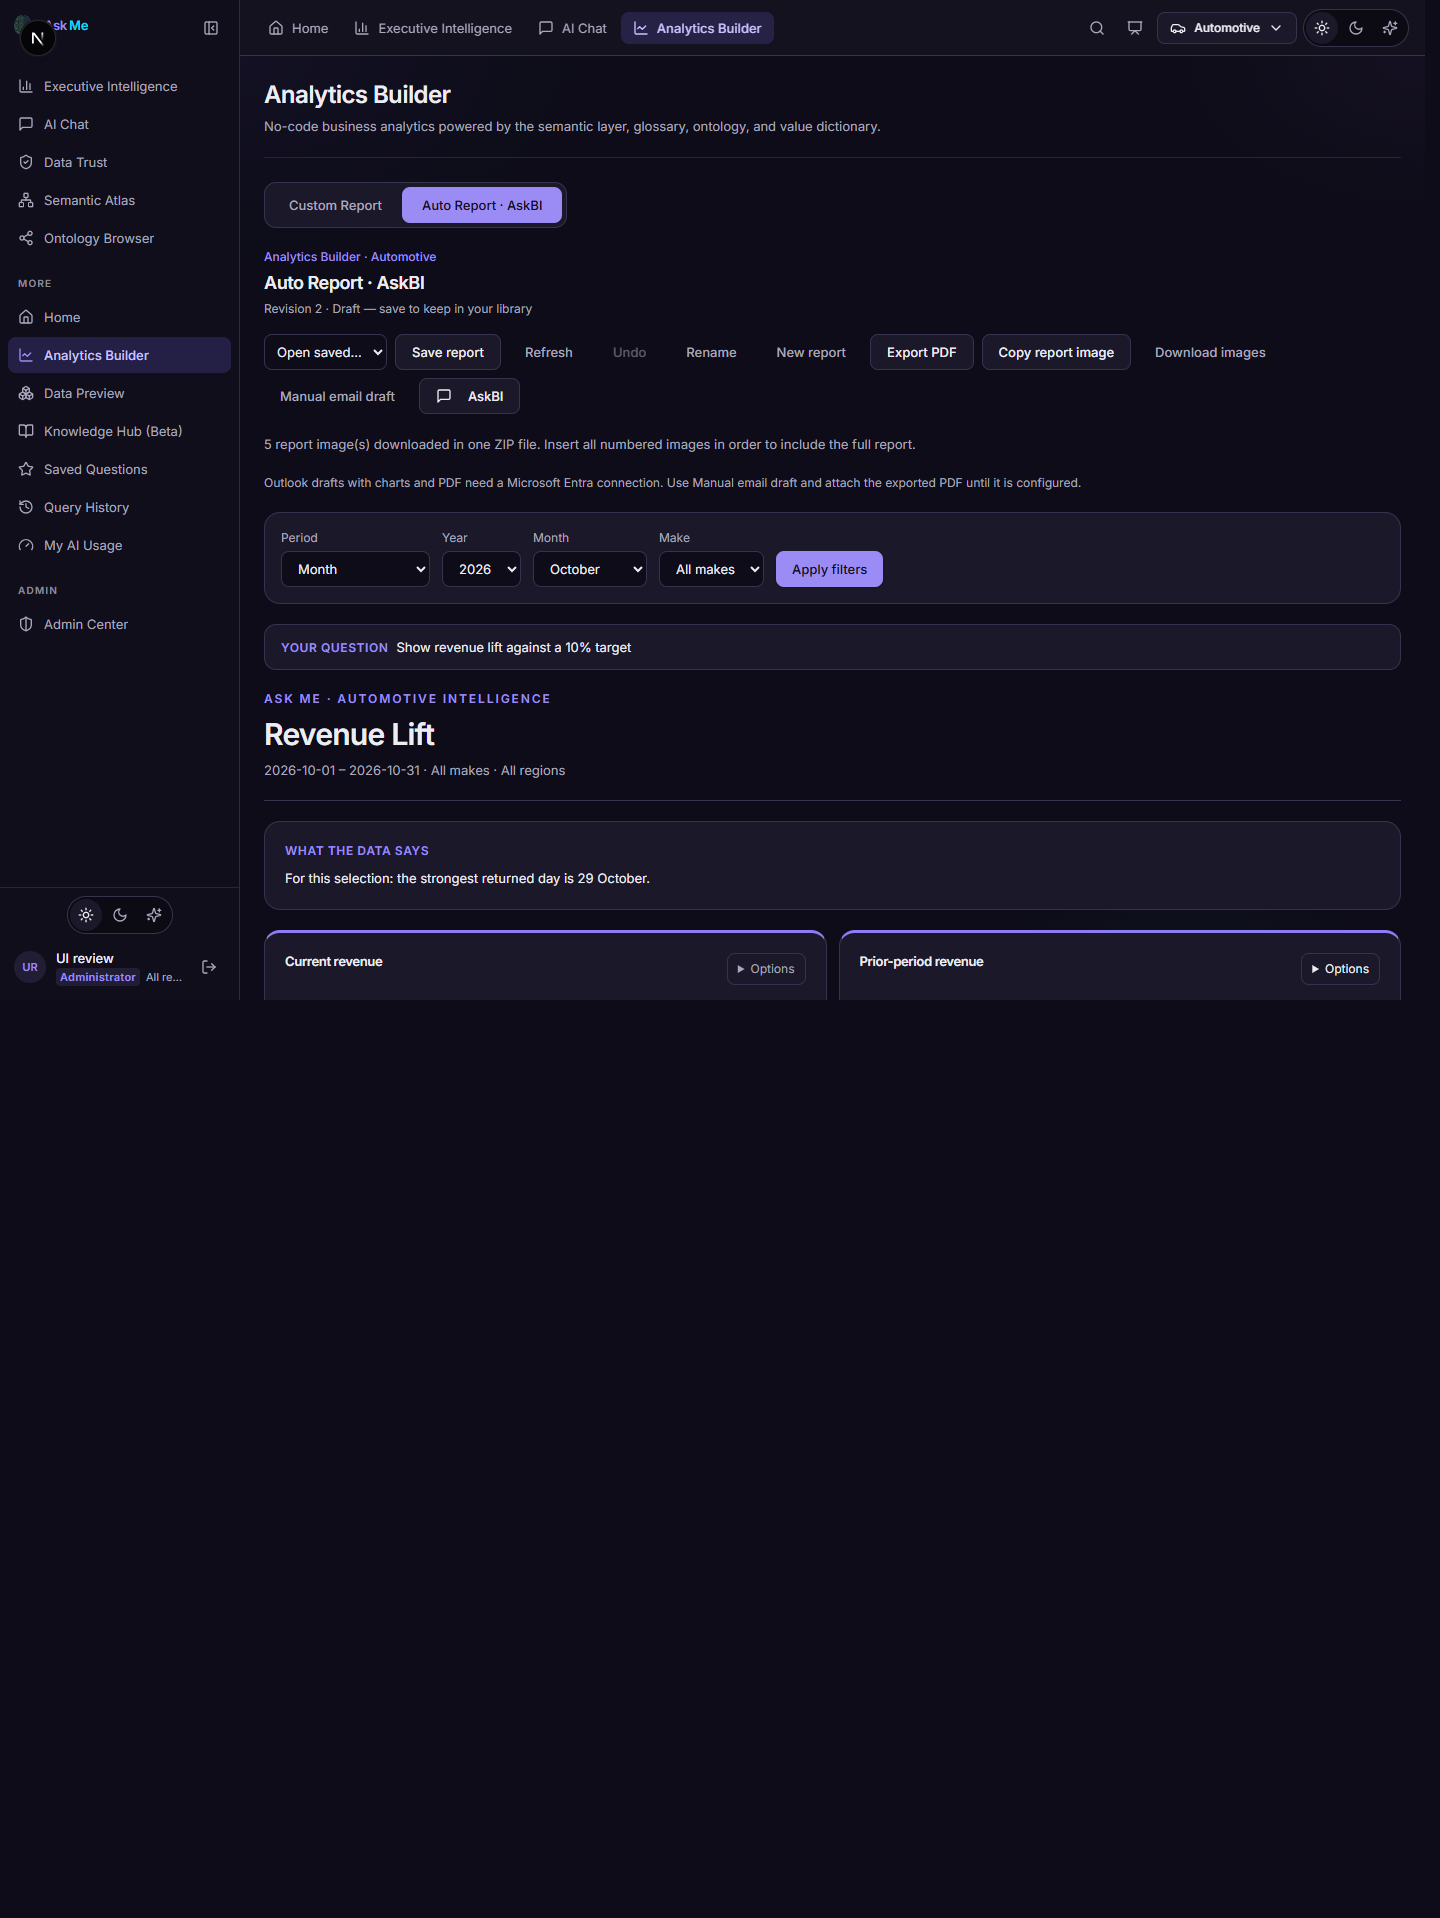 Ask Me
N
Executive Intelligence
AI Chat
Data Trust
Semantic Atlas
Ontology Browser
MORE
Home
Analytics Builder
Data Preview
Knowledge Hub (Beta)
Saved Questions
Query History
My AI Usage
ADMIN
Admin Center
UR
UI review
Administrator All re...
Home Executive Intelligence AI Chat Analytics Builder Automotive
Analytics Builder
No-code business analytics powered by the semantic layer, glossary, ontology, and value dictionary.
Custom Report Auto Report · AskBI
Analytics Builder · Automotive
Auto Report · AskBI
Revision 2 · Draft — save to keep in your library
Open saved... Save report Refresh Undo Rename New report Export PDF Copy report image Download images
Manual email draft AskBI
5 report image(s) downloaded in one ZIP file. Insert all numbered images in order to include the full report.
Outlook drafts with charts and PDF need a Microsoft Entra connection. Use Manual email draft and attach the exported PDF until it is configured.
Period Year Month Make
Month 2026 October All makes Apply filters
YOUR QUESTION Show revenue lift against a 10% target
ASK ME · AUTOMOTIVE INTELLIGENCE
Revenue Lift
2026-10-01 – 2026-10-31 · All makes · All regions
WHAT THE DATA SAYS
For this selection: the strongest returned day is 29 October.
Current revenue Options Prior-period revenue Options